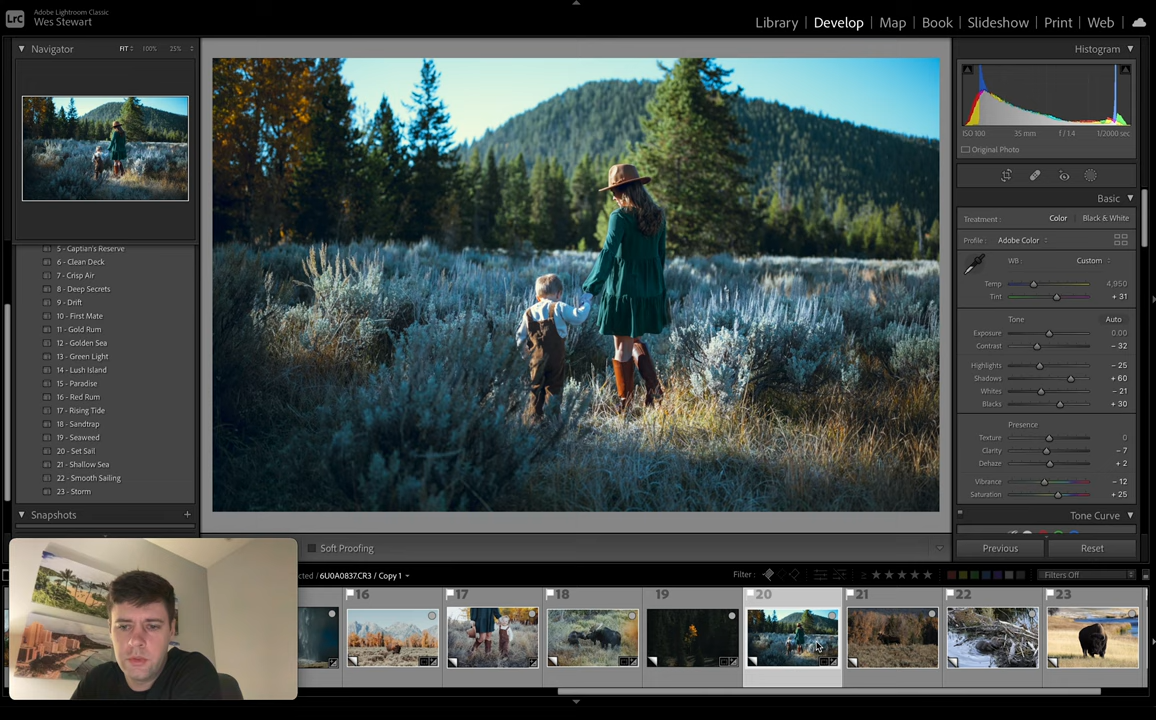 LrC
Adobe Lightroom Classic
Wes Stewart
Library | Develop | Map | Book | Slideshow | Print | Web
Navigator FIT 100% 25%
5 - Captian's Reserve
6 - Clean Deck
7 - Crisp Air
8 - Deep Secrets
9 - Drift
10 - First Mate
11 - Gold Rum
12 - Golden Sea
13 - Green Light
14 - Lush Island
15 - Paradise
16 - Red Rum
17 - Rising Tide
18 - Sandtrap
19 - Seaweed
20 - Set Sail
21 - Shallow Sea
22 - Smooth Sailing
23 - Storm
Snapshots +
Histogram
ISO 100 35 mm f / 1.4 1/2000 sec
Original Photo
Basic
Treatment : Color Black & White
Profile : Adobe Color
WB : Custom
Temp 4,950
Tint + 31
Tone Auto
Exposure 0.00
Contrast − 32
Highlights − 25
Shadows + 60
Whites − 21
Blacks + 30
Presence
Texture 0
Clarity − 7
Dehaze + 2
Vibrance − 12
Saturation + 25
Tone Curve
Previous Reset
Soft Proofing
cted / 6U0A0837.CR3 / Copy 1
Filter : Filters Off
16 17 18 19 20 21 22 23